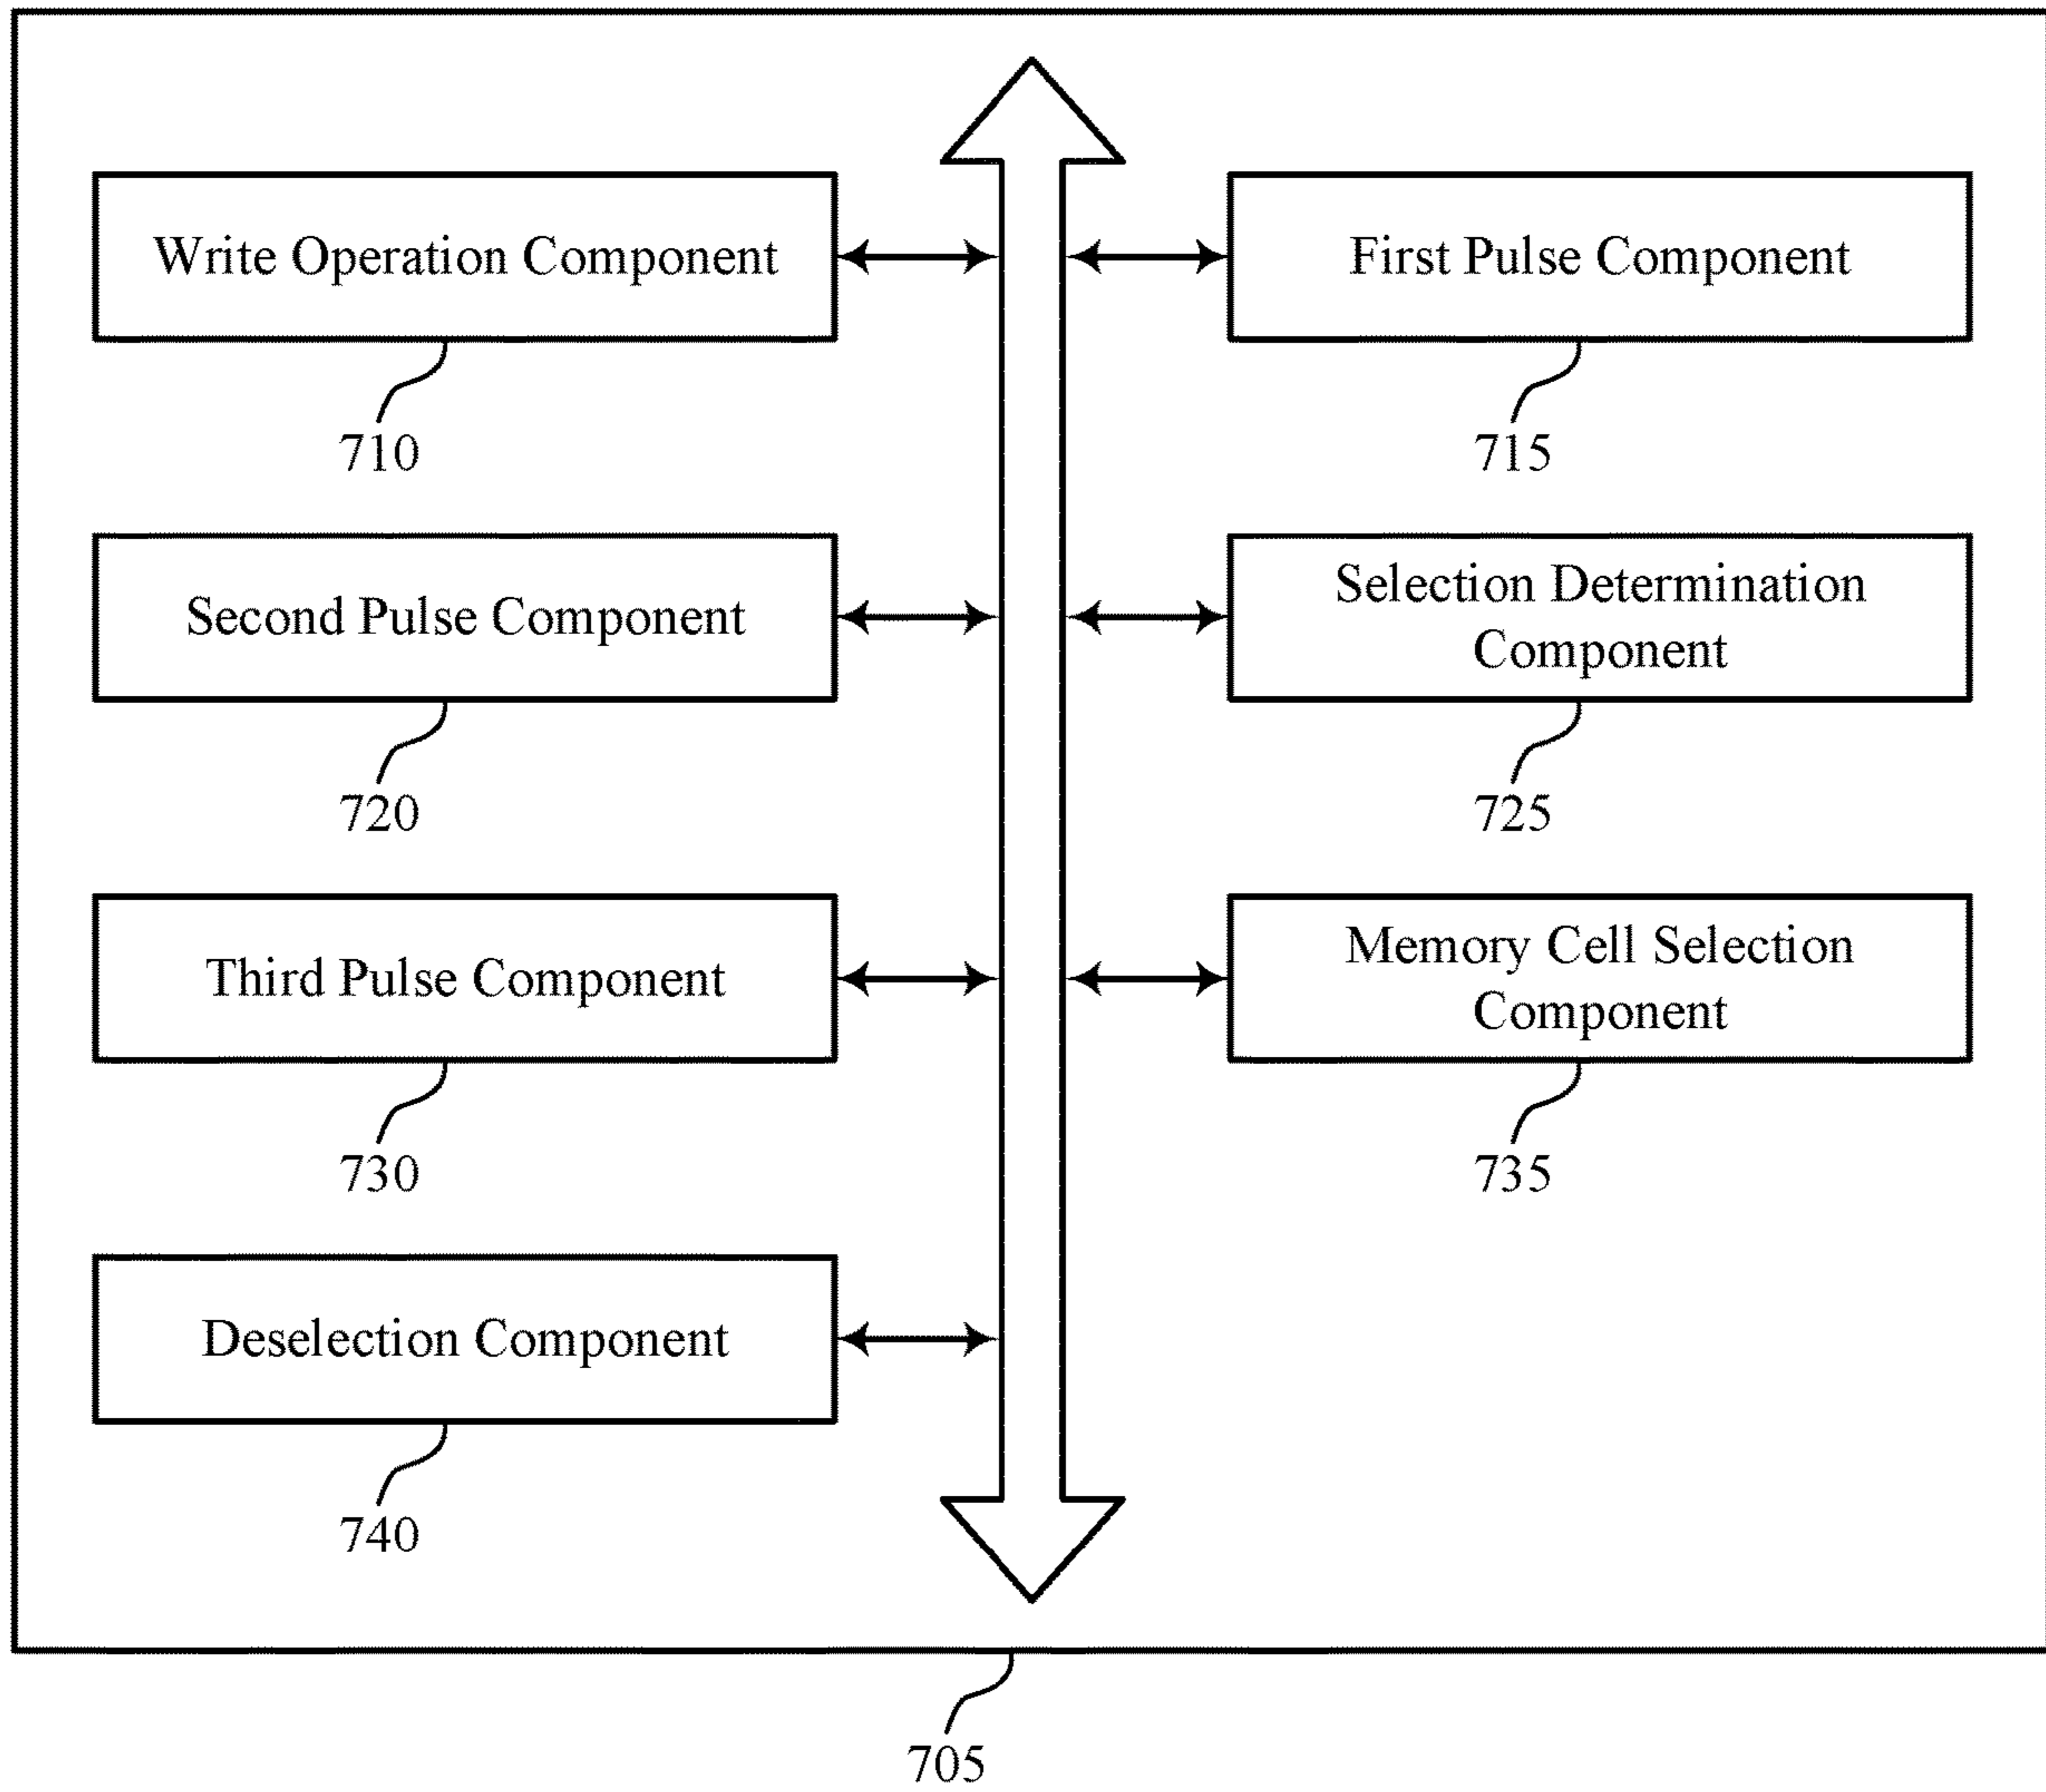 Write Operation Component
First Pulse Component
710
715
Second Pulse Component
Selection Determination
Component
720
725
Third Pulse Component
Memory Cell Selection
Component
730
735
Deselection Component
740
705